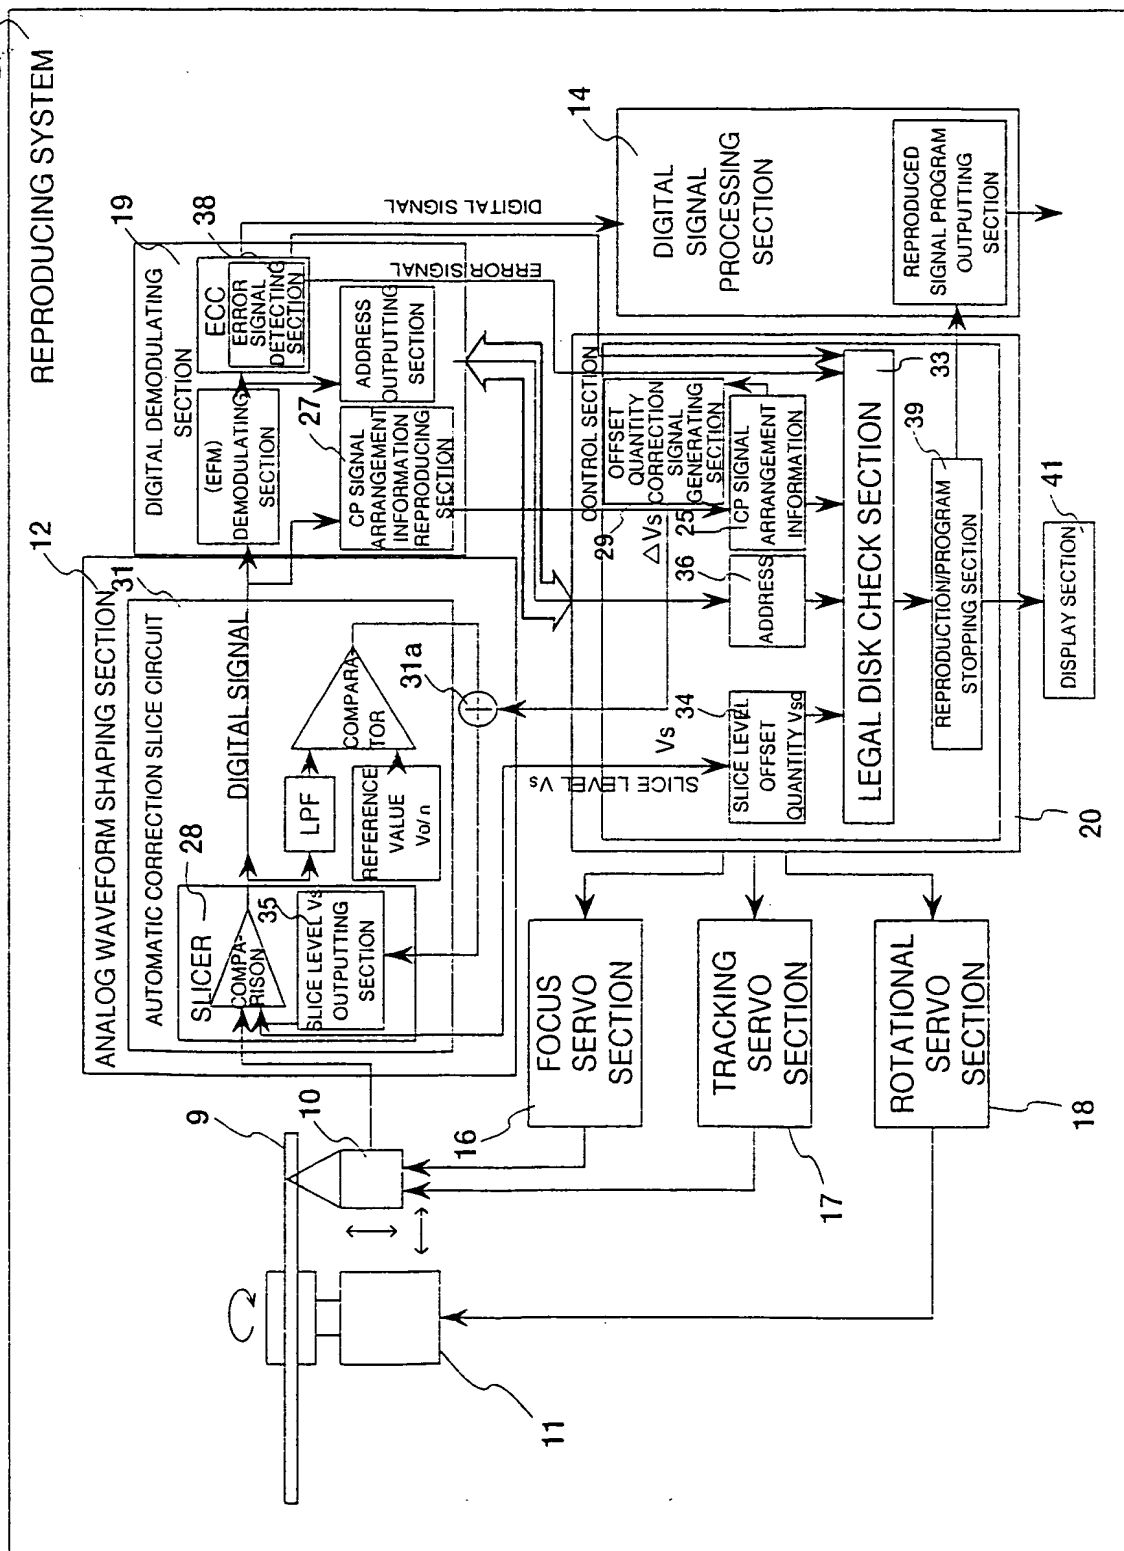 REPRODUCING SYSTEM
12
ANALOG WAVEFORM SHAPING SECTION
31
AUTOMATIC CORRECTION SLICE CIRCUIT
SLICER
28
COMPA-
RISON
35
SLICE LEVEL Vs
OUTPUTTING
SECTION
DIGITAL SIGNAL
LPF
REFERENCE
VALUE
Vo/n
COMPARA-
TOR
31a
19
DIGITAL DEMODULATING
SECTION
38
(EFM)
DEMODULATING
SECTION
ECC
ERROR
SIGNAL
DETECTING
SECTION
27
CP SIGNAL
ARRANGEMENT
INFORMATION
REPRODUCING
SECTION
ADDRESS
OUTPUTTING
SECTION
DIGITAL SIGNAL
ERROR SIGNAL
9
10
11
16
FOCUS
SERVO
SECTION
17
TRACKING
SERVO
SECTION
18
ROTATIONAL
SERVO
SECTION
SLICE LEVEL Vs
Vs
△Vs
CONTROL SECTION
29
OFFSET
QUANTITY
CORRECTION
SIGNAL
GENERATING
SECTION
34
SLICE LEVEL
OFFSET
QUANTITY Vso
36
ADDRESS
25
CP SIGNAL
ARRANGEMENT
INFORMATION
LEGAL DISK CHECK SECTION
33
39
REPRODUCTION/PROGRAM
STOPPING SECTION
20
41
DISPLAY SECTION
14
DIGITAL
SIGNAL
PROCESSING
SECTION
REPRODUCED
SIGNAL PROGRAM
OUTPUTTING
SECTION